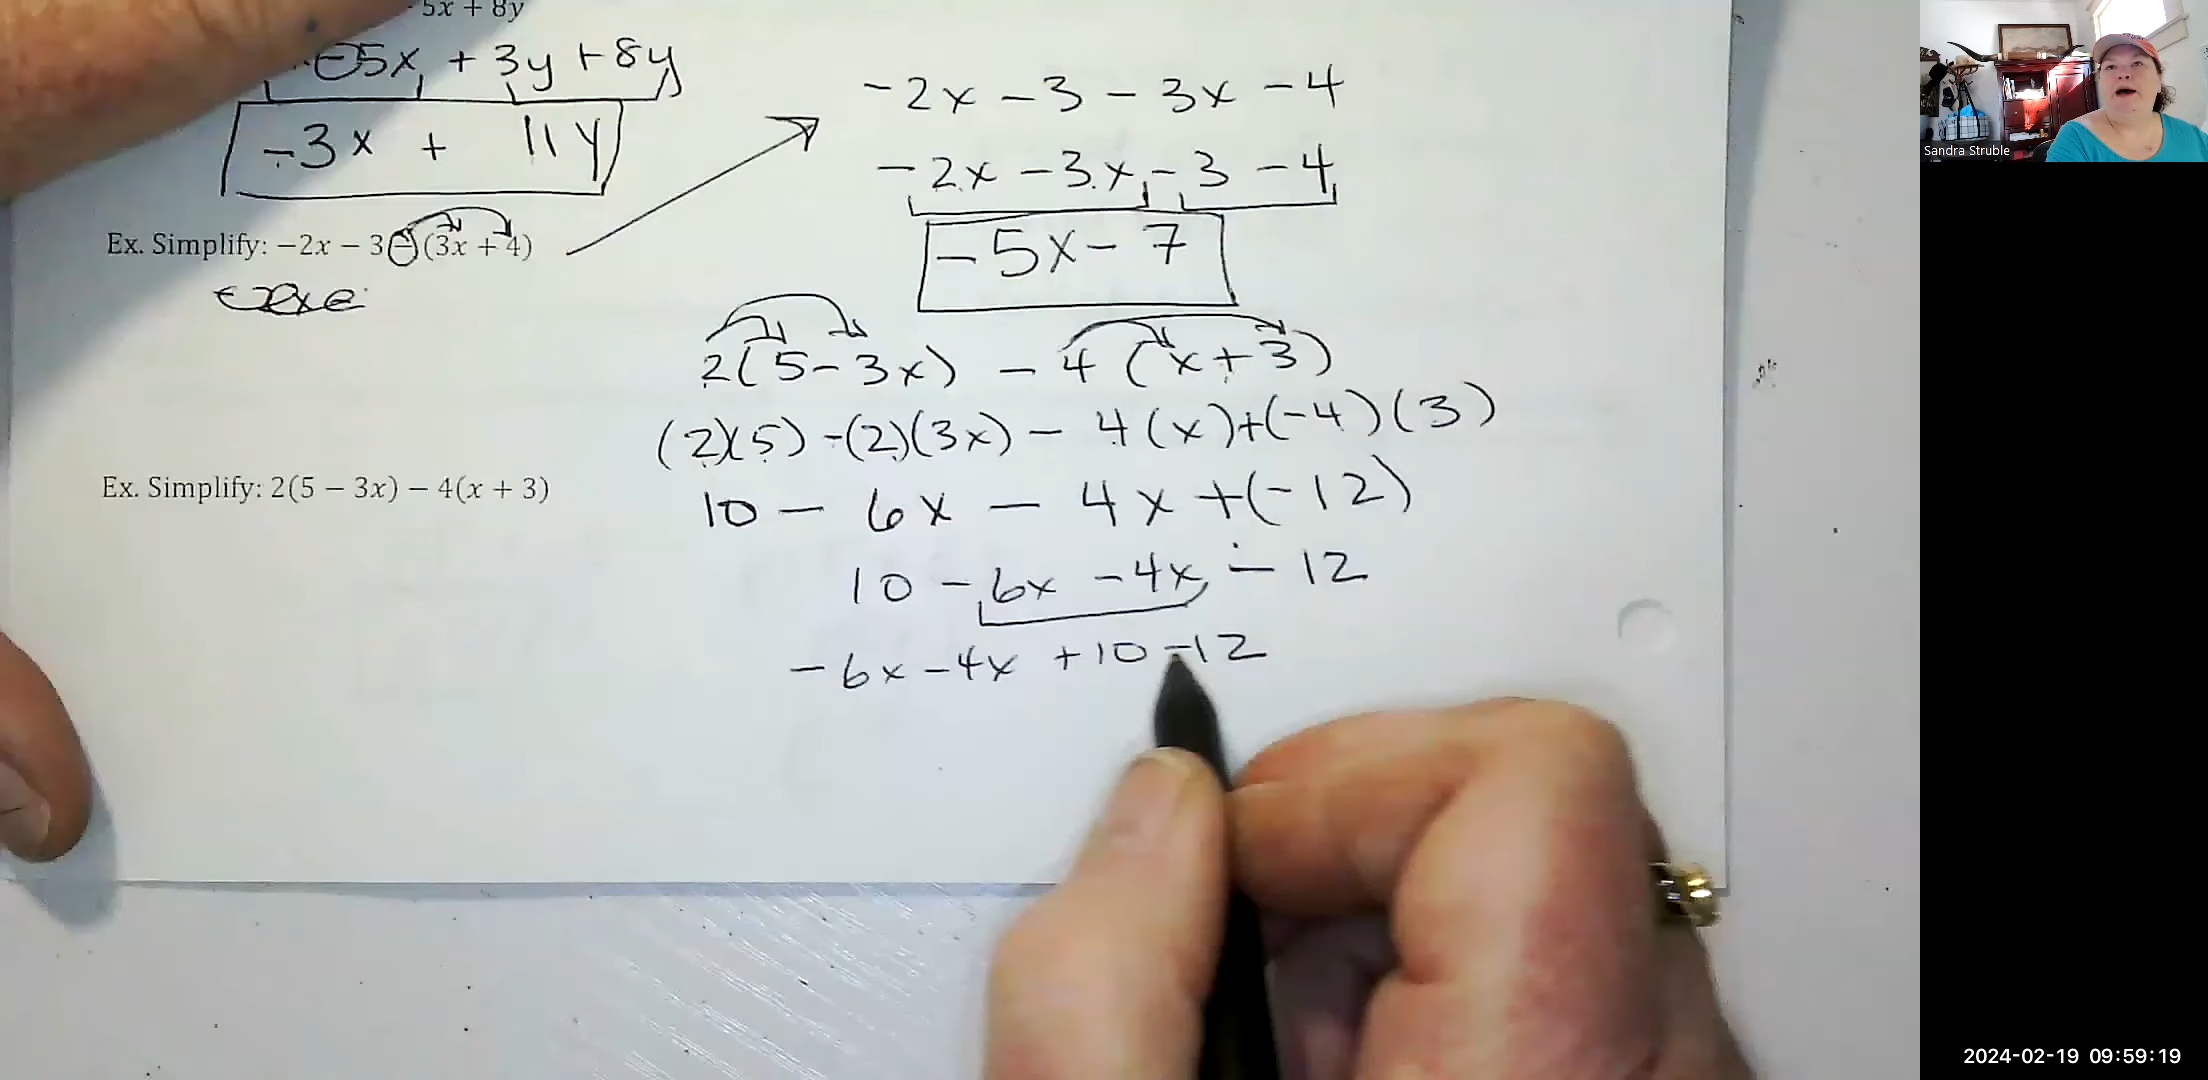 5x + 8y
-5x + 3y + 8y
-3x + 11y
Ex. Simplify: −2x − 3 − (3x + 4)
-2x - 3 - 3x - 4
-2x - 3x - 3 - 4
-5x - 7
2(5 - 3x) - 4(x + 3)
(2)(5) - (2)(3x) - 4(x) + (-4)(3)
Ex. Simplify: 2(5 − 3x) − 4(x + 3)
10 - 6x - 4x + (-12)
10 - 6x - 4x - 12
-6x - 4x + 10 - 12
Sandra Struble
2024-02-19 09:59:19